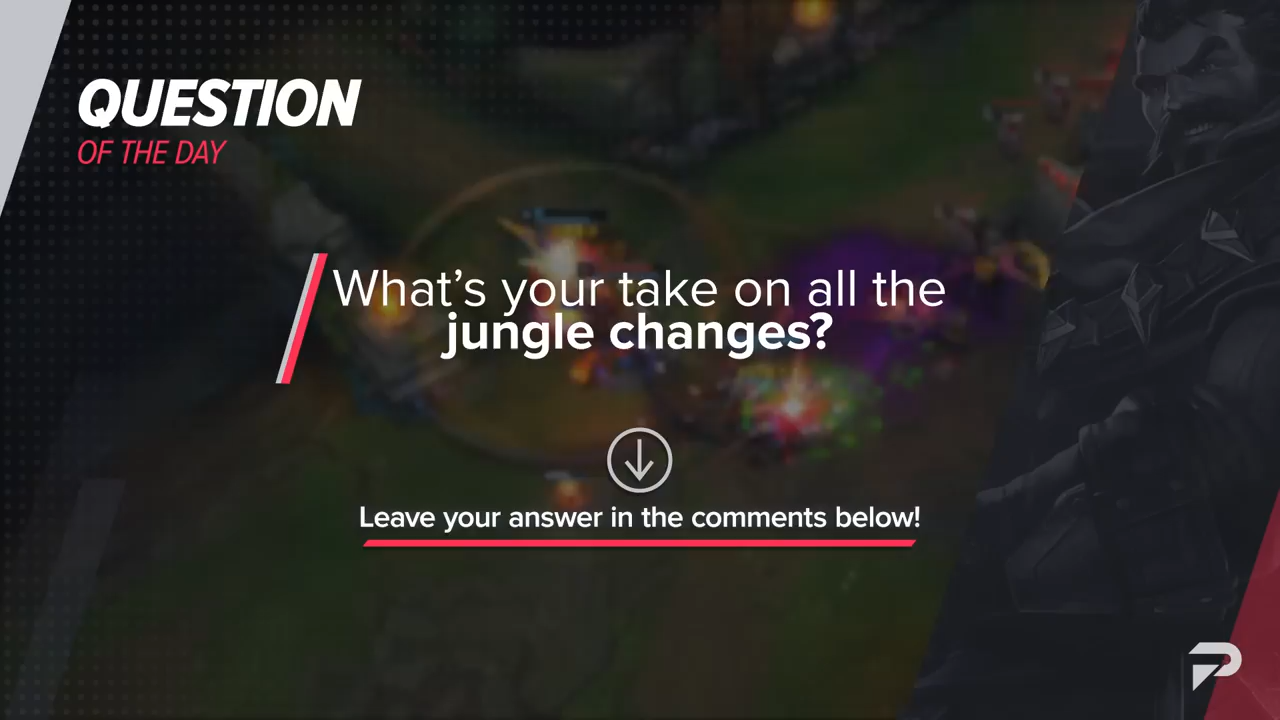 QUESTION
OF THE DAY
What's your take on all the
jungle changes?
Leave your answer in the comments below!